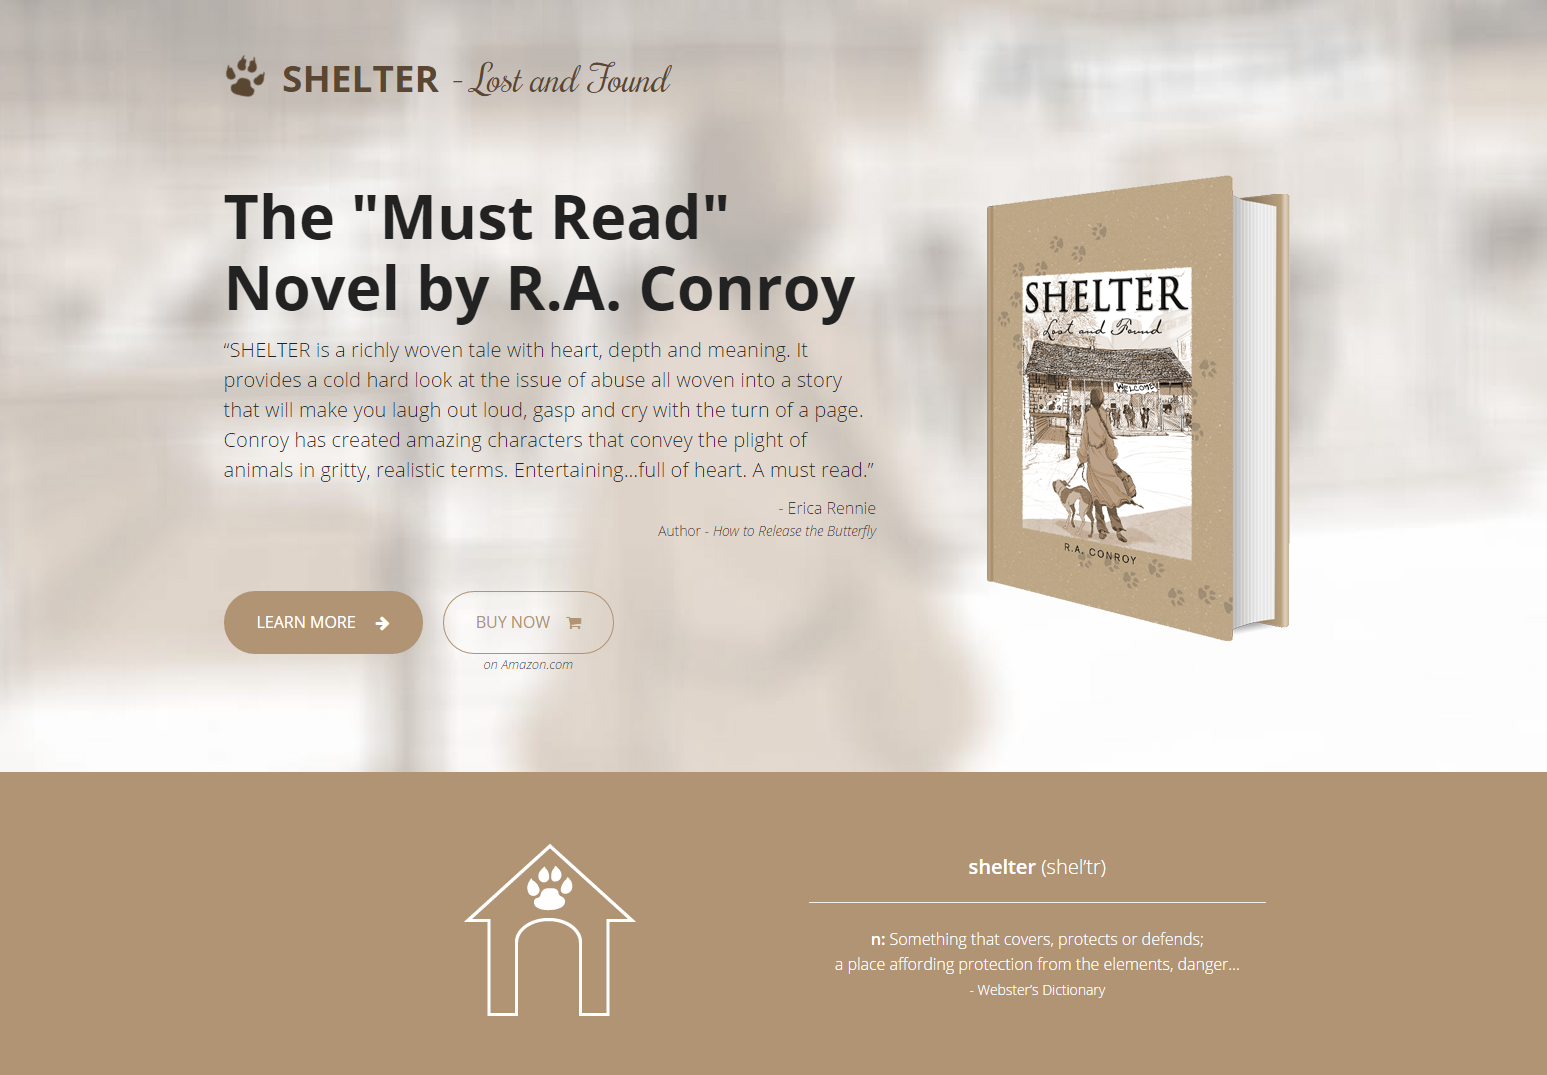 SHELTER - Lost and Found
The "Must Read"
Novel by R.A. Conroy
“SHELTER is a richly woven tale with heart, depth and meaning. It
provides a cold hard look at the issue of abuse all woven into a story
that will make you laugh out loud, gasp and cry with the turn of a page.
Conroy has created amazing characters that convey the plight of
animals in gritty, realistic terms. Entertaining...full of heart. A must read.”
- Erica Rennie
Author - How to Release the Butterfly
LEARN MORE
BUY NOW
on Amazon.com
SHELTER
Lost and Found
WELCOME
R.A. CONROY
shelter (shel’tr)
n: Something that covers, protects or defends;
a place affording protection from the elements, danger...
- Webster’s Dictionary